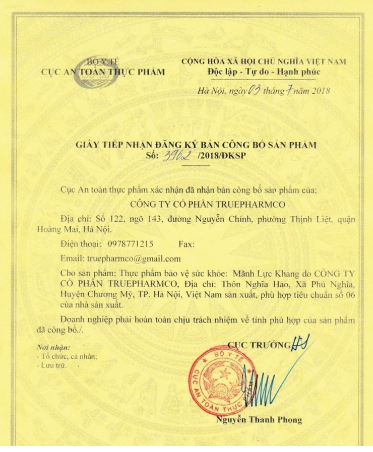 BỘ Y TẾ
CỤC AN TOÀN THỰC PHẨM
CỘNG HÒA XÃ HỘI CHỦ NGHĨA VIỆT NAM
Độc lập - Tự do - Hạnh phúc
Hà Nội, ngày 03 tháng 7 năm 2018
GIẤY TIẾP NHẬN ĐĂNG KÝ BẢN CÔNG BỐ SẢN PHẨM
Số: /2018/ĐKSP
Cục An toàn thực phẩm xác nhận đã nhận bản công bố sản phẩm của:
CÔNG TY CỔ PHẦN TRUEPHARMCO
Địa chỉ: Số 122, ngõ 143, đường Nguyễn Chính, phường Thịnh Liệt, quận
Hoàng Mai, Hà Nội.
Điện thoại: 0978771215 Fax:
Email: truepharmco@gmail.com
Cho sản phẩm: Thực phẩm bảo vệ sức khỏe: Mãnh Lực Khang do CÔNG TY
CỔ PHẦN TRUEPHARMCO, Địa chỉ: Thôn Nghĩa Hảo, Xã Phú Nghĩa,
Huyện Chương Mỹ, TP. Hà Nội, Việt Nam sản xuất, phù hợp tiêu chuẩn số 06
của nhà sản xuất.
Doanh nghiệp phải hoàn toàn chịu trách nhiệm về tính phù hợp của sản phẩm
đã công bố./.
Nơi nhận:
- Tổ chức, cá nhân;
- Lưu trữ.
CỤC TRƯỞNG
BỘ Y TẾ
CỤC AN TOÀN THỰC
Nguyễn Thanh Phong